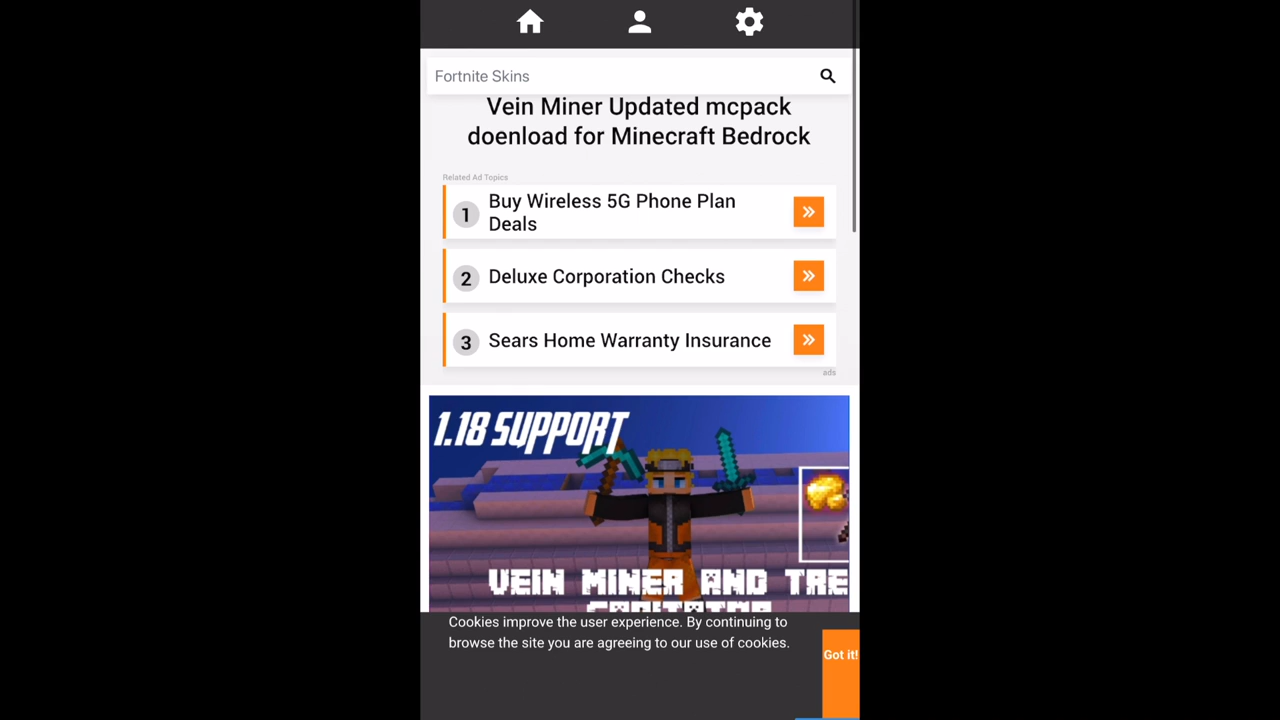 Fortnite Skins
Vein Miner Updated mcpack
doenload for Minecraft Bedrock
Related Ad Topics
1
Buy Wireless 5G Phone Plan
Deals
2
Deluxe Corporation Checks
3
Sears Home Warranty Insurance
ads
1.18 SUPPORT
VEIN MINER AND TRE
Cookies improve the user experience. By continuing to
browse the site you are agreeing to our use of cookies.
Got it!